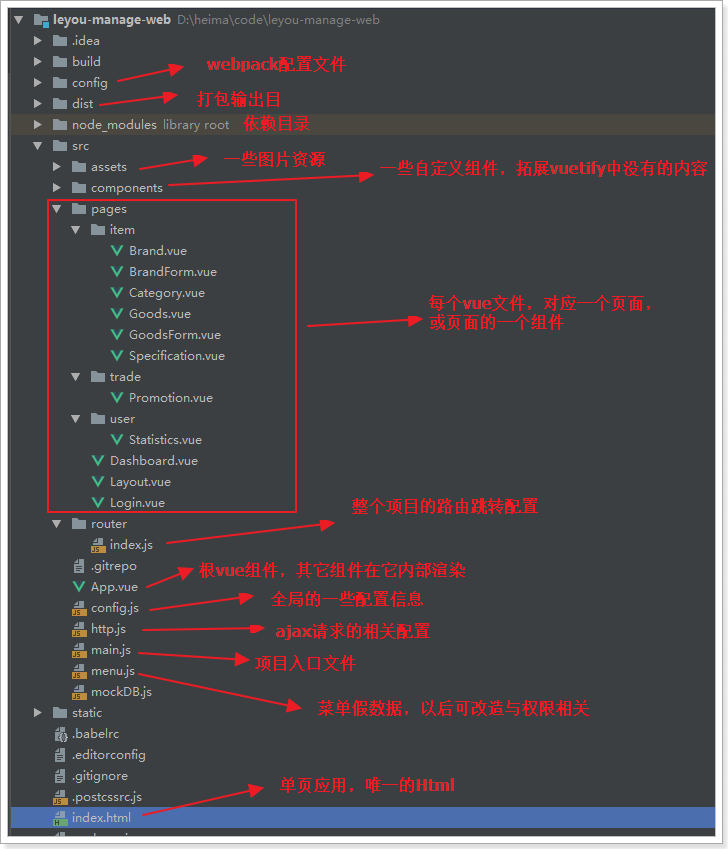 leyou-manage-web D:\heima\code\leyou-manage-web
.idea
build
config webpack配置文件
dist 打包输出目
node_modules library root 依赖目录
src
assets 一些图片资源
components 一些自定义组件，拓展vuetify中没有的内容
pages
item
Brand.vue
BrandForm.vue
Category.vue
Goods.vue
每个vue文件，对应一个页面，
或页面的一个组件
GoodsForm.vue
Specification.vue
trade
Promotion.vue
user
Statistics.vue
Dashboard.vue
Layout.vue
Login.vue
router 整个项目的路由跳转配置
index.js
.gitrepo
App.vue 根vue组件，其它组件在它内部渲染
config.js 全局的一些配置信息
http.js ajax请求的相关配置
main.js 项目入口文件
menu.js 菜单假数据，以后可改造与权限相关
mockDB.js
static
.babelrc
.editorconfig
.gitignore
.postcssrc.js
index.html 单页应用，唯一的Html